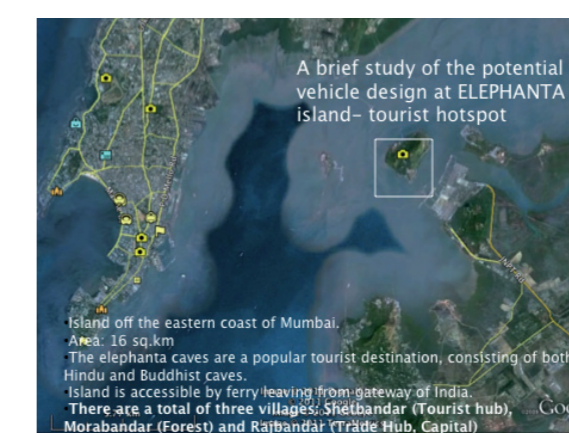 A brief study of the potential
vehicle design at ELEPHANTA
island- tourist hotspot
•Island off the eastern coast of Mumbai.
•Area: 16 sq.km
•The elephanta caves are a popular tourist destination, consisting of both
Hindu and Buddhist caves.
•Island is accessible by ferry leaving from gateway of India.
•There are a total of three villages: Shetbandar (Tourist hub),
Morabandar (Forest) and Rajbandar (Trade Hub, Capital)